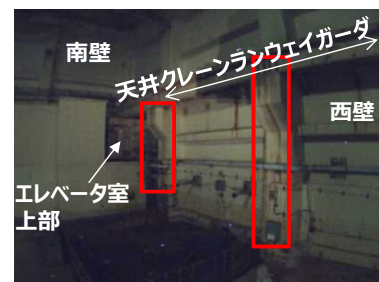 南壁
天井クレーンランウェイガーダ
西壁
エレベータ室
上部